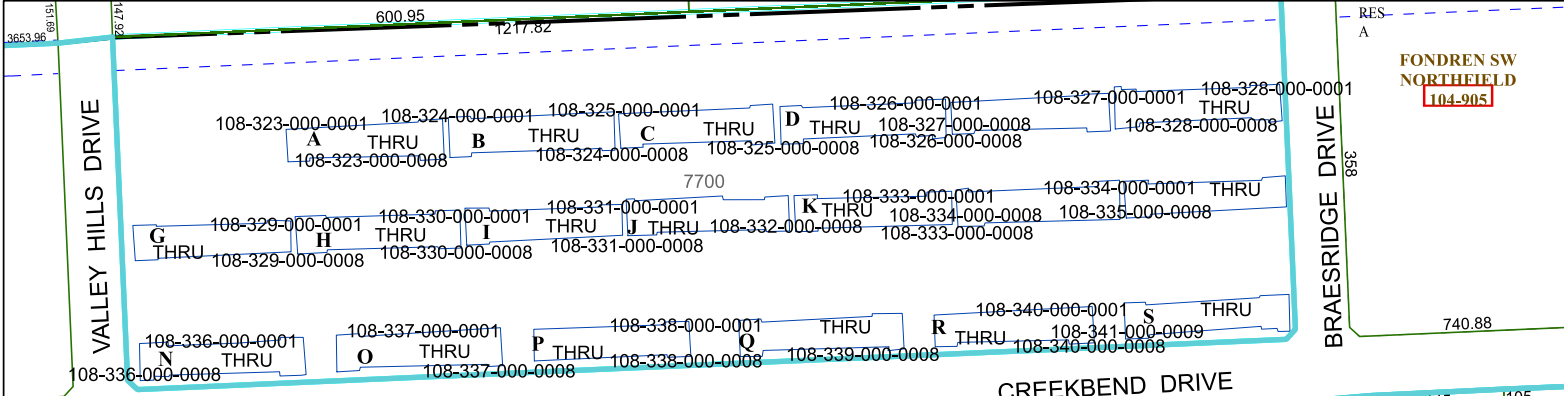 151.69
147.92
600.95
1217.82
3653.96
RES
A
FONDREN SW
NORTHFIELD
104-905
108-323-000-0001
108-324-000-0001
108-325-000-0001
108-326-000-0001
108-327-000-0001
108-328-000-0001
A
THRU
B
THRU
C
THRU
D
THRU
108-327-000-0008
THRU
108-323-000-0008
108-324-000-0008
108-325-000-0008
108-326-000-0008
108-328-000-0008
VALLEY HILLS DRIVE
7700
BRAESRIDGE DRIVE
358
108-329-000-0001
108-330-000-0001
108-331-000-0001
108-333-000-0001
108-334-000-0001
THRU
G
THRU
H
THRU
I
THRU
J
THRU
K
THRU
108-329-000-0008
108-330-000-0008
108-331-000-0008
108-332-000-0008
108-334-000-0008
108-333-000-0008
108-335-000-0008
108-336-000-0001
108-337-000-0001
108-338-000-0001
108-340-000-0001
N
THRU
O
THRU
P
THRU
Q
THRU
R
THRU
S
THRU
108-341-000-0009
108-336-000-0008
108-337-000-0008
108-338-000-0008
108-339-000-0008
108-340-000-0008
740.88
CREEKBEND DRIVE